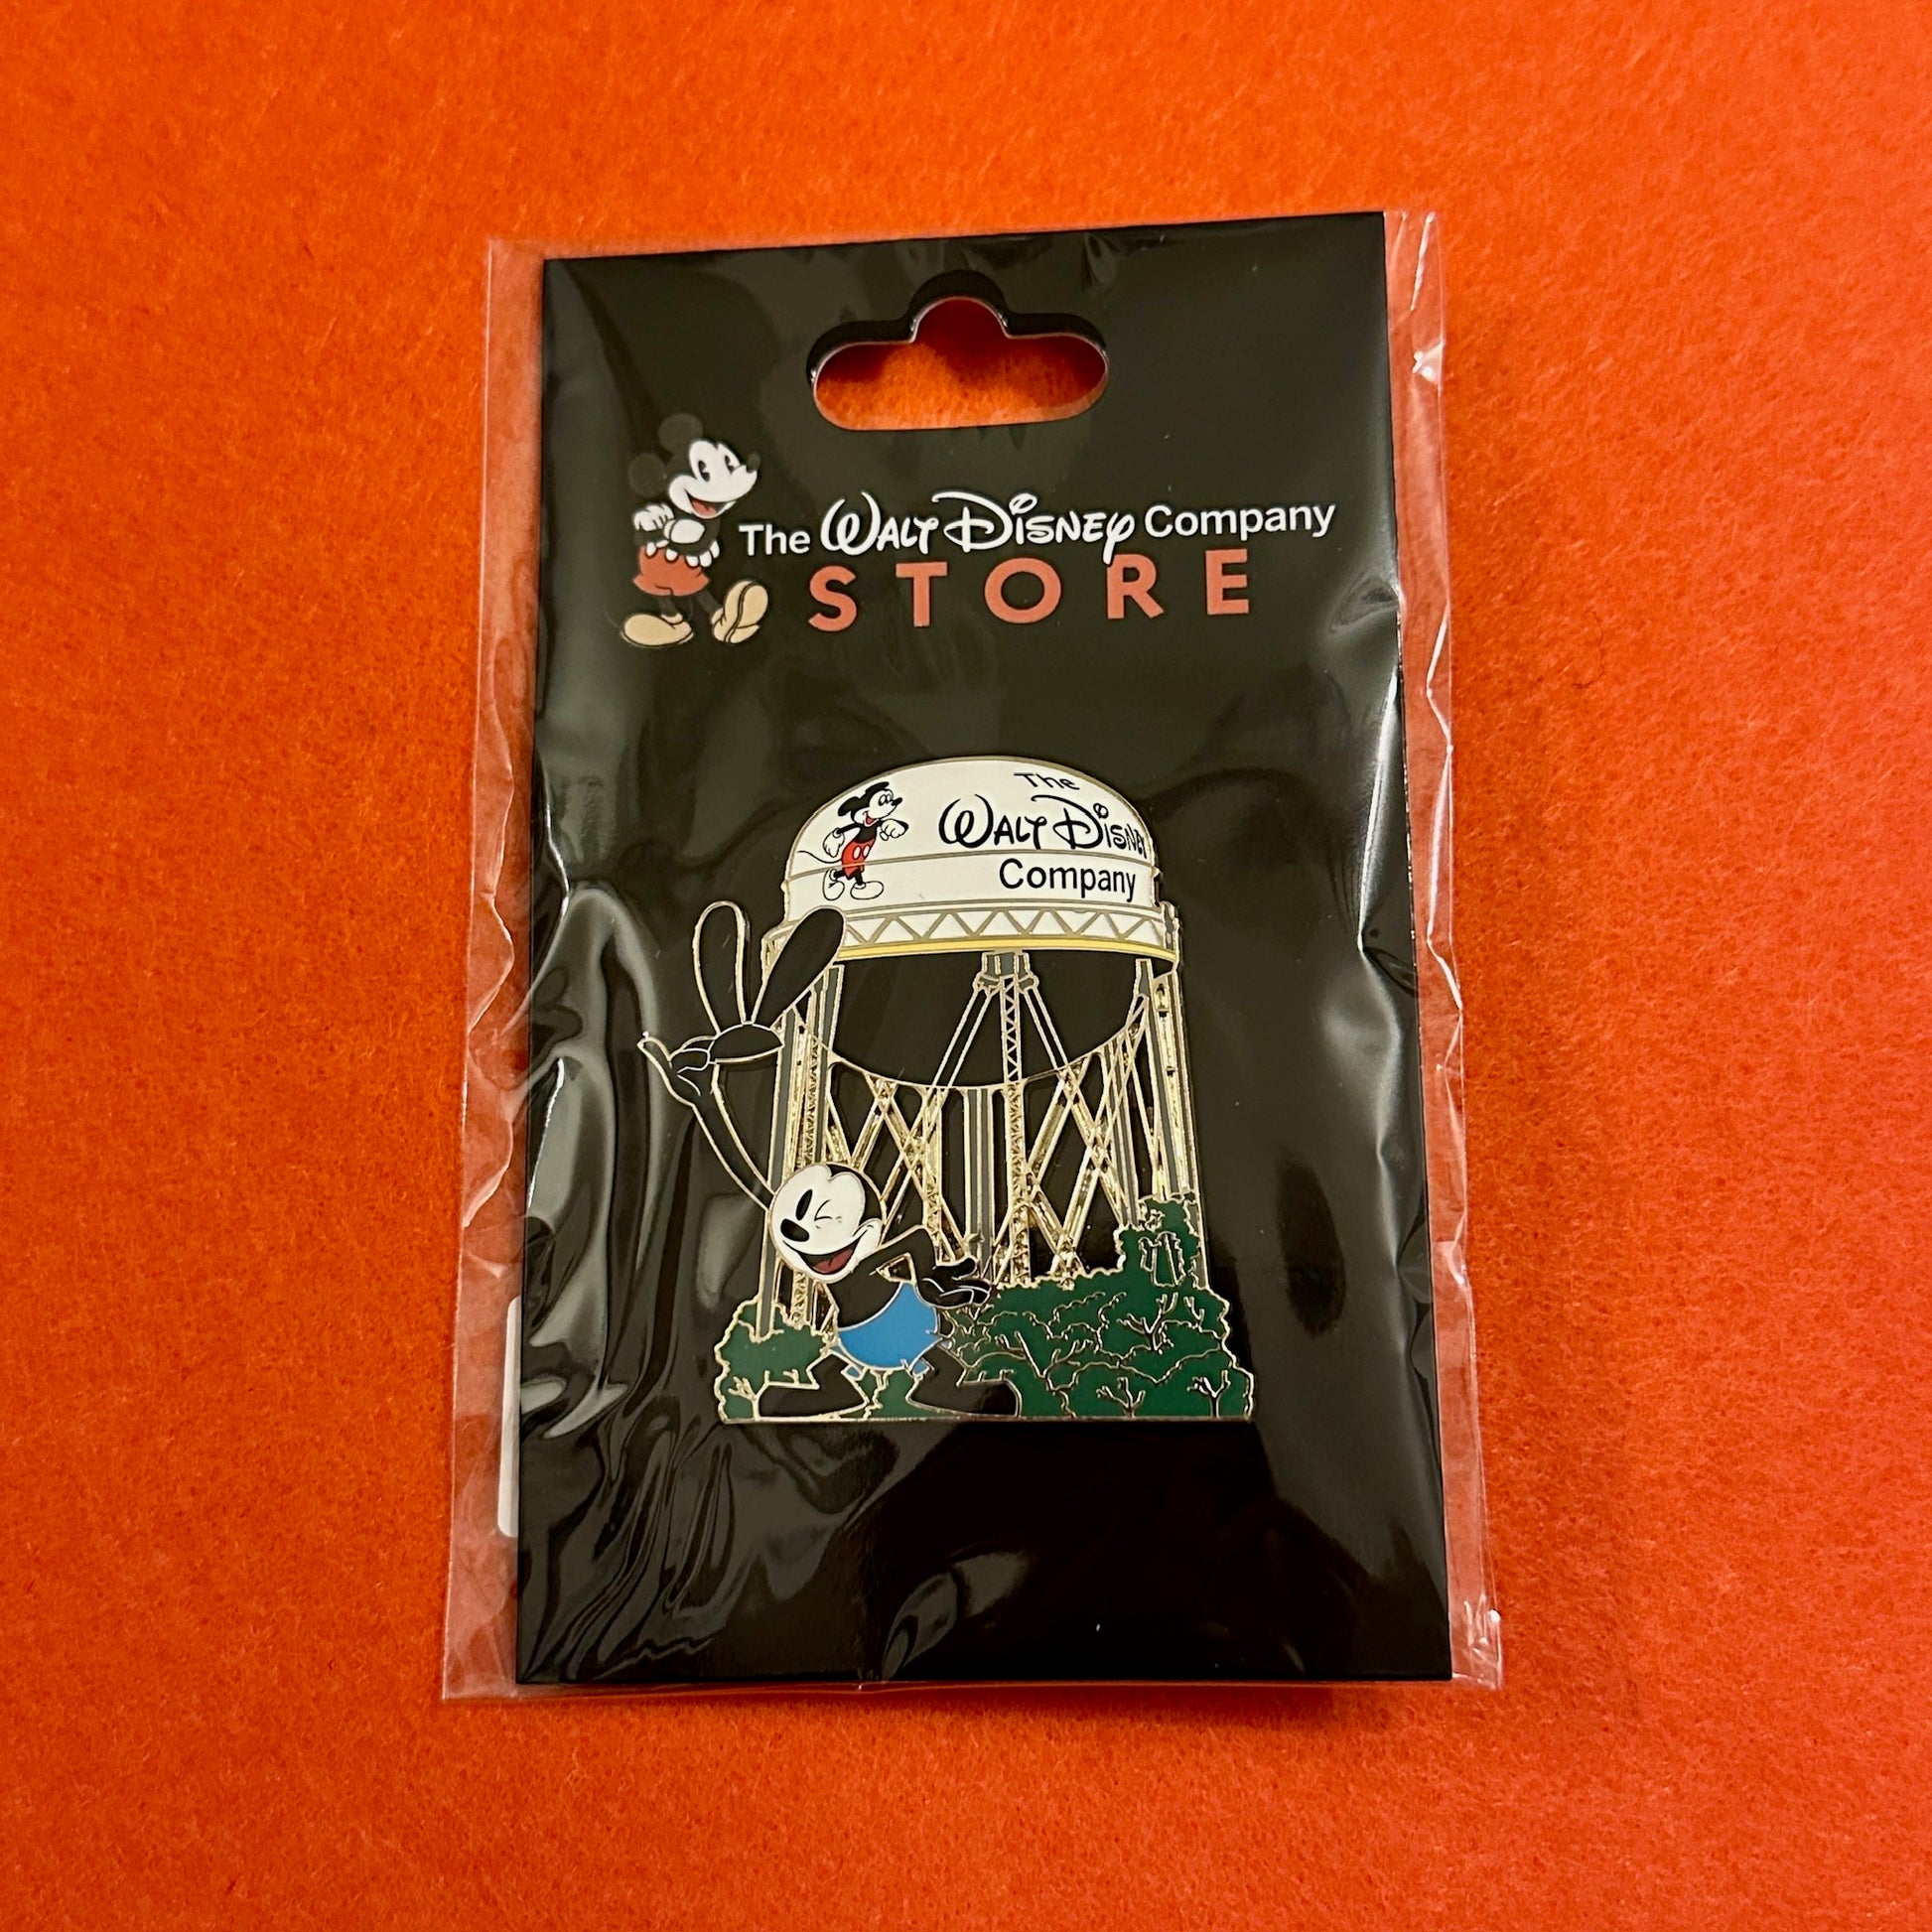 The Walt Disney Company
STORE
The
Walt Disney
Company